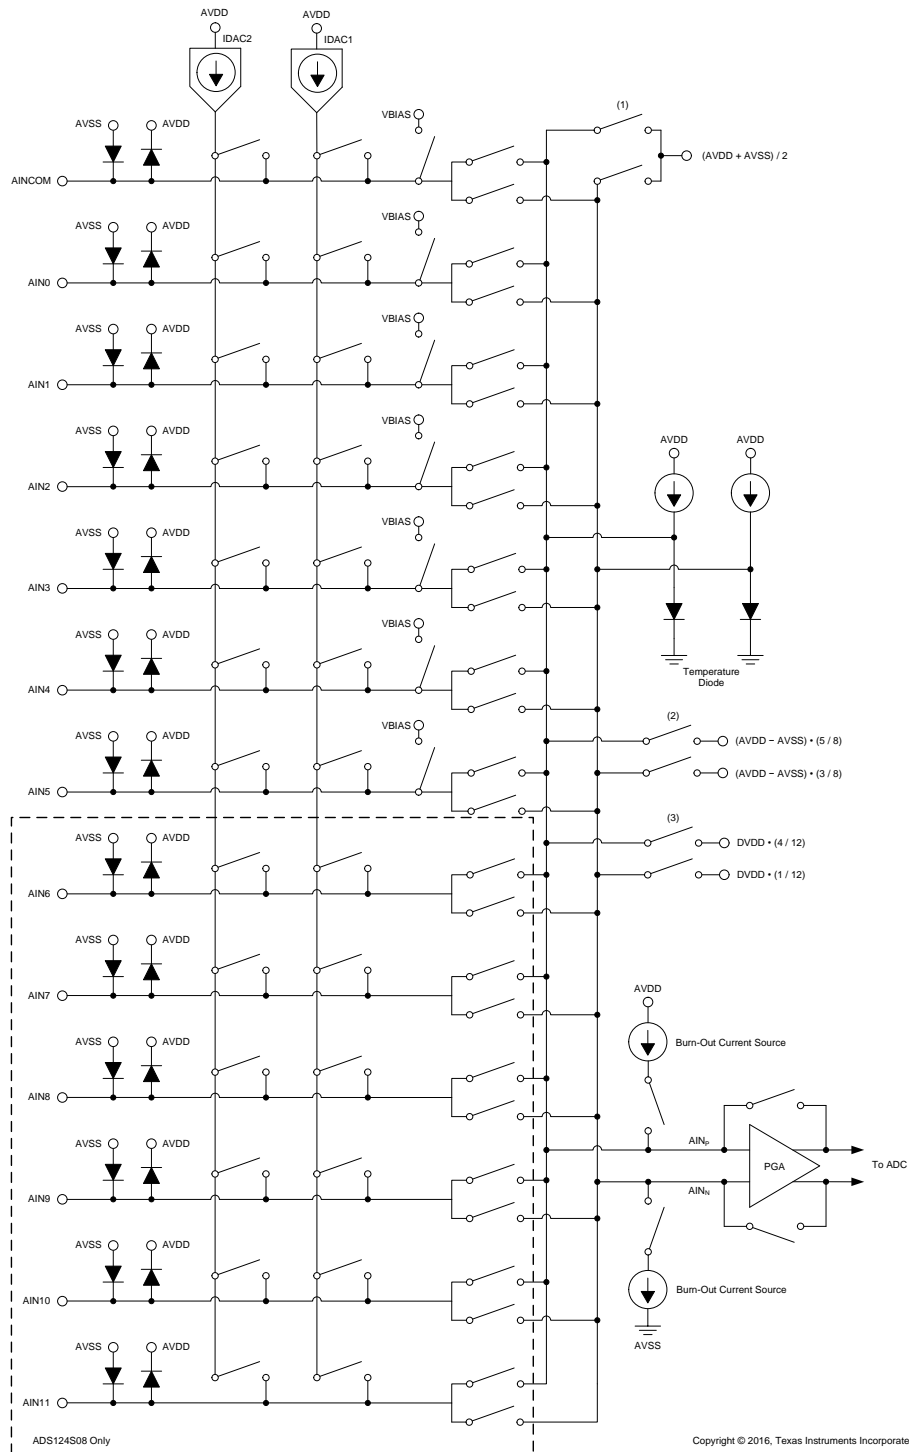 AVDD
AVDD
IDAC2
IDAC1
VBIAS
(1)
AVSS
AVDD
(AVDD + AVSS) / 2
AINCOM
VBIAS
AVSS
AVDD
AIN0
VBIAS
AVSS
AVDD
AIN1
VBIAS
AVSS
AVDD
AVDD
AVDD
AIN2
VBIAS
AVSS
AVDD
AIN3
VBIAS
AVSS
AVDD
Temperature
Diode
AIN4
VBIAS
(2)
AVSS
AVDD
(AVDD − AVSS) • (5 / 8)
(AVDD − AVSS) • (3 / 8)
AIN5
(3)
AVSS
AVDD
DVDD • (4 / 12)
DVDD • (1 / 12)
AIN6
AVSS
AVDD
AIN7
AVDD
AVSS
AVDD
Burn-Out Current Source
AIN8
AVSS
AVDD
AINP
PGA
To ADC
AINN
AIN9
AVSS
AVDD
Burn-Out Current Source
AIN10
AVSS
AVSS
AVDD
AIN11
ADS124S08 Only
Copyright © 2016, Texas Instruments Incorporate